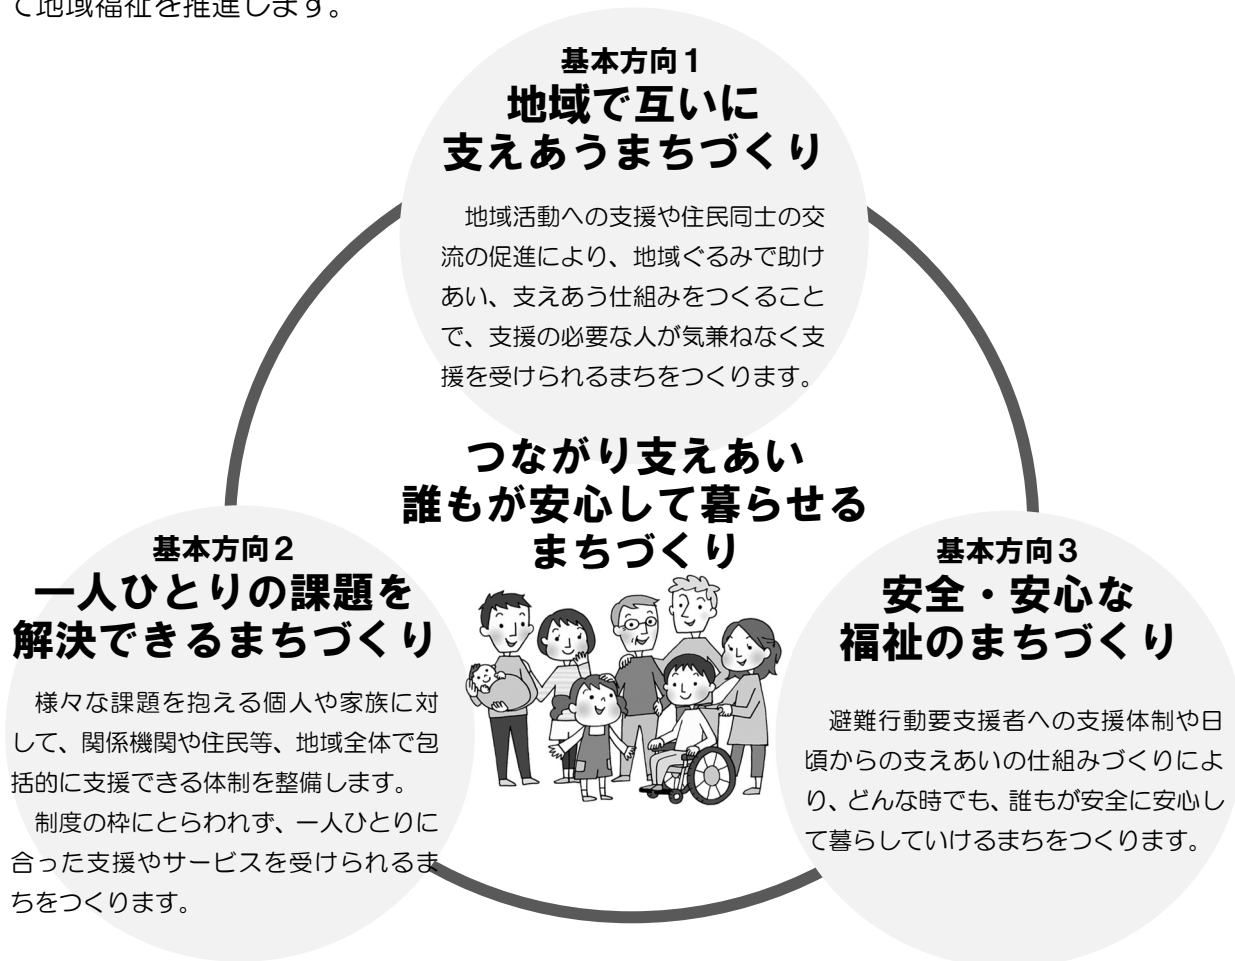 て地域福祉を推進します。
基本方向1
地域で互いに
支えあうまちづくり
地域活動への支援や住民同士の交
流の促進により、地域ぐるみで助け
あい、支えあう仕組みをつくること
で、支援の必要な人が気兼ねなく支
援を受けられるまちをつくります。
つながり支えあい
誰もが安心して暮らせる
まちづくり
基本方向2
一人ひとりの課題を
解決できるまちづくり
様々な課題を抱える個人や家族に対
して、関係機関や住民等、地域全体で包
括的に支援できる体制を整備します。
制度の枠にとらわれず、一人ひとりに
合った支援やサービスを受けられるま
ちをつくります。
基本方向3
安全・安心な
福祉のまちづくり
避難行動要支援者への支援体制や日
頃からの支えあいの仕組みづくりによ
り、どんな時でも、誰もが安全に安心し
て暮らしていけるまちをつくります。